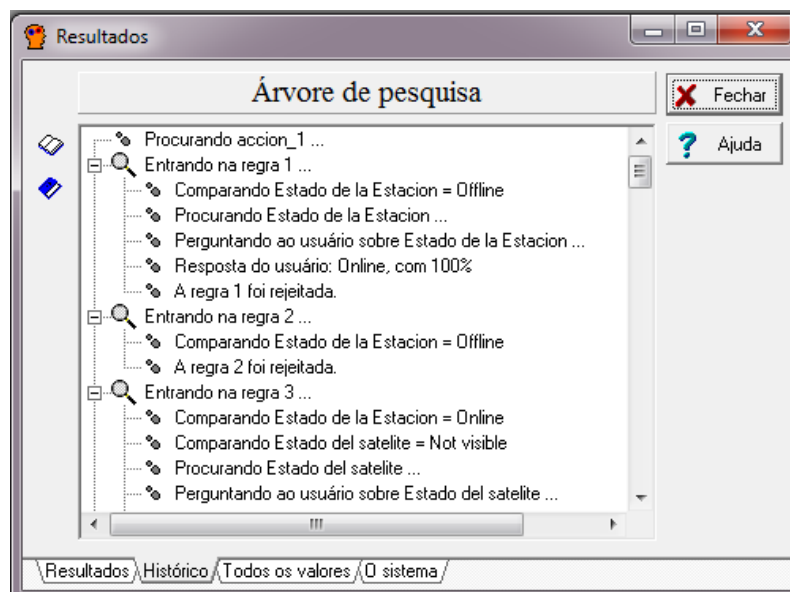 Resultados
Árvore de pesquisa
Fechar
Ajuda
Procurando accion_1 ...
Entrando na regra 1 ...
Comparando Estado de la Estacion = Offline
Procurando Estado de la Estacion ...
Perguntando ao usuário sobre Estado de la Estacion ...
Resposta do usuário: Online, com 100%
A regra 1 foi rejeitada.
Entrando na regra 2 ...
Comparando Estado de la Estacion = Offline
A regra 2 foi rejeitada.
Entrando na regra 3 ...
Comparando Estado de la Estacion = Online
Comparando Estado del satelite = Not visible
Procurando Estado del satelite ...
Perguntando ao usuário sobre Estado del satelite ...
Resultados Histórico Todos os valores O sistema